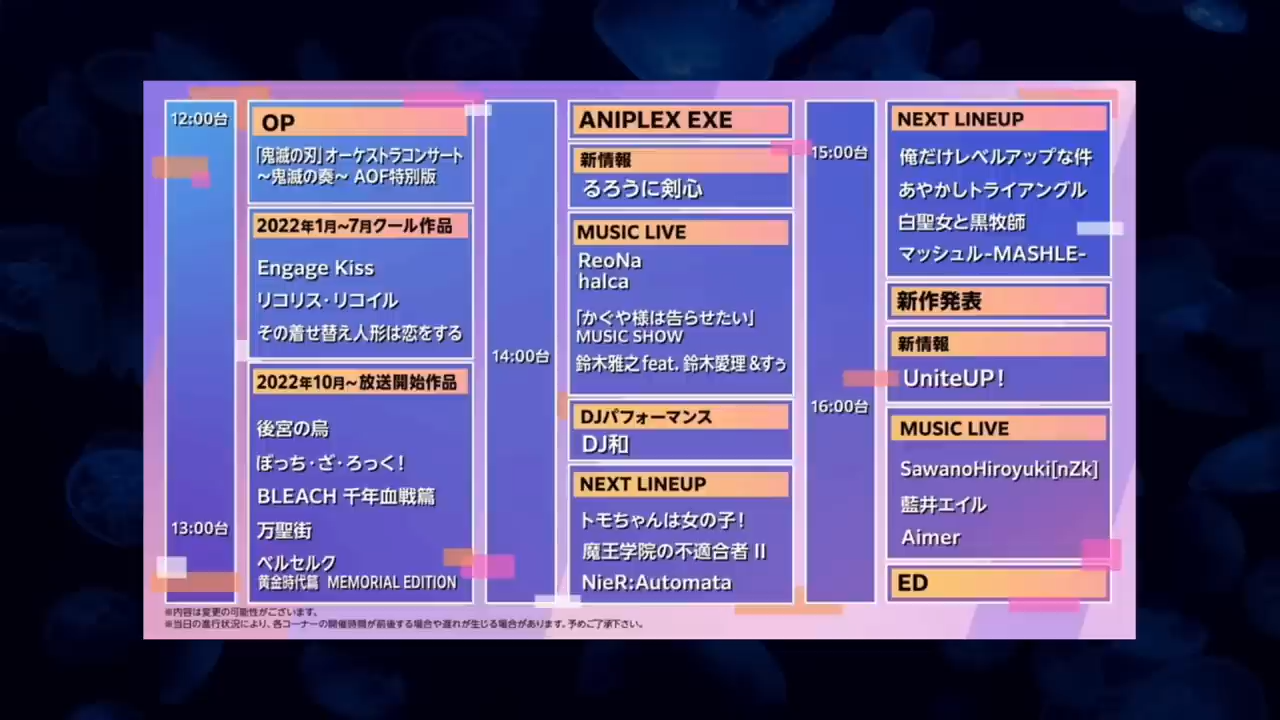 12:00台
OP
「鬼滅の刃」オーケストラコンサート
～鬼滅の奏～ AOF特別版
2022年1月~7月クール作品
Engage Kiss
リコリス・リコイル
その着せ替え人形は恋をする
2022年10月~放送開始作品
後宮の烏
ぼっち・ざ・ろっく!
BLEACH 千年血戦篇
13:00台
万聖街
ベルセルク
黄金時代篇 MEMORIAL EDITION
14:00台
ANIPLEX EXE
新情報
るろうに剣心
MUSIC LIVE
ReoNa
halca
「かぐや様は告らせたい」
MUSIC SHOW
鈴木雅之 feat. 鈴木愛理 &すぅ
DJパフォーマンス
DJ和
NEXT LINEUP
トモちゃんは女の子!
魔王学院の不適合者 II
NieR:Automata
15:00台
NEXT LINEUP
俺だけレベルアップな件
あやかしトライアングル
白聖女と黒牧師
マッシュル-MASHLE-
新作発表
新情報
UniteUP!
16:00台
MUSIC LIVE
SawanoHiroyuki[nZk]
藍井エイル
Aimer
ED
※内容は変更の可能性がございます。
※当日の進行状況により、各コーナーの開催時間が前後する場合や遅れが生じる場合があります。予めご了承下さい。